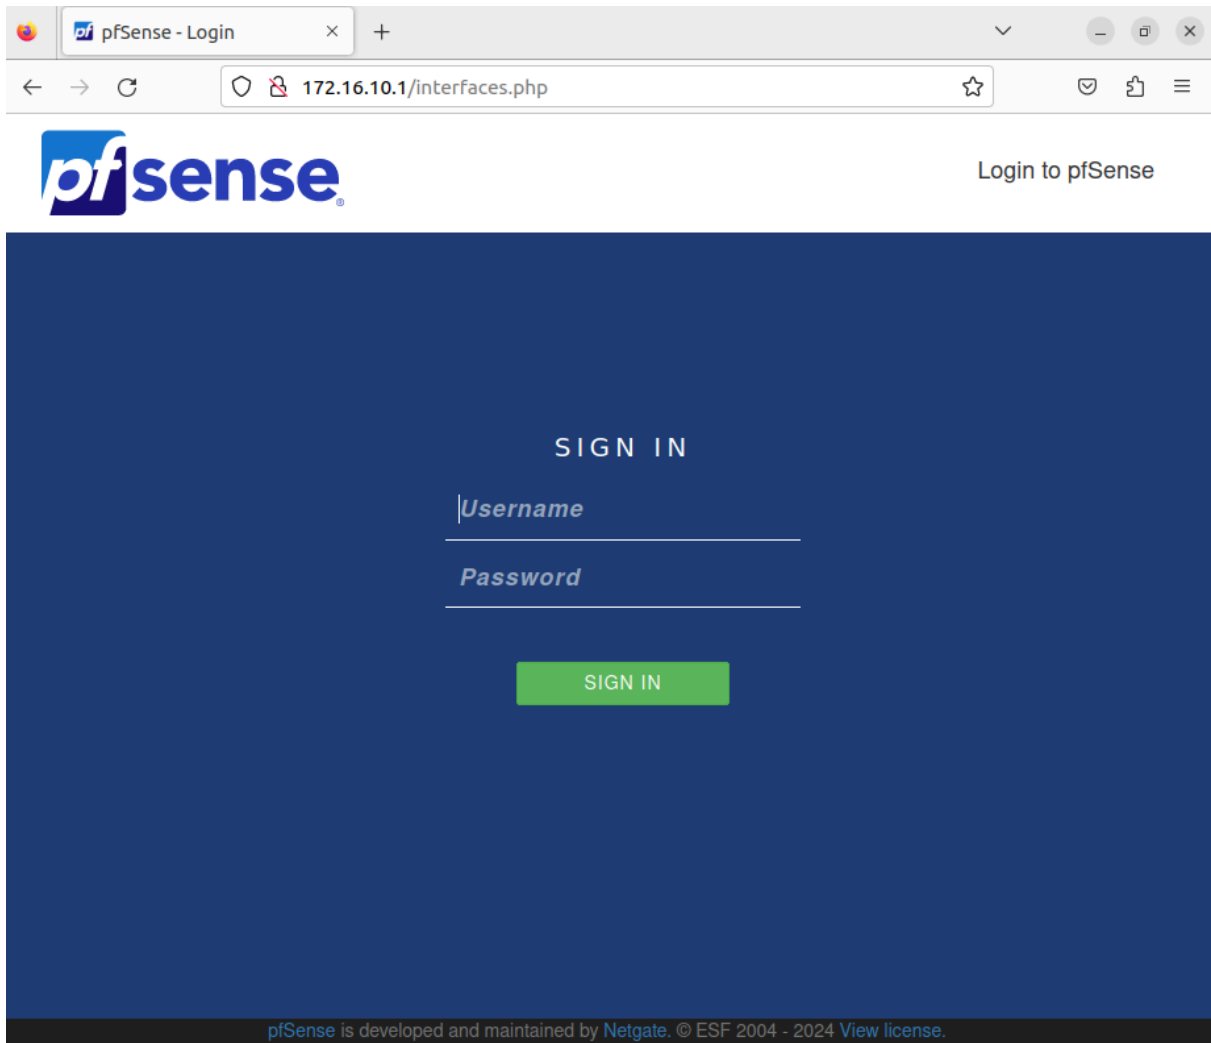 pfSense - Login
172.16.10.1/interfaces.php
pfsense®
Login to pfSense
SIGN IN
Username
Password
SIGN IN
pfSense is developed and maintained by Netgate. © ESF 2004 - 2024 View license.